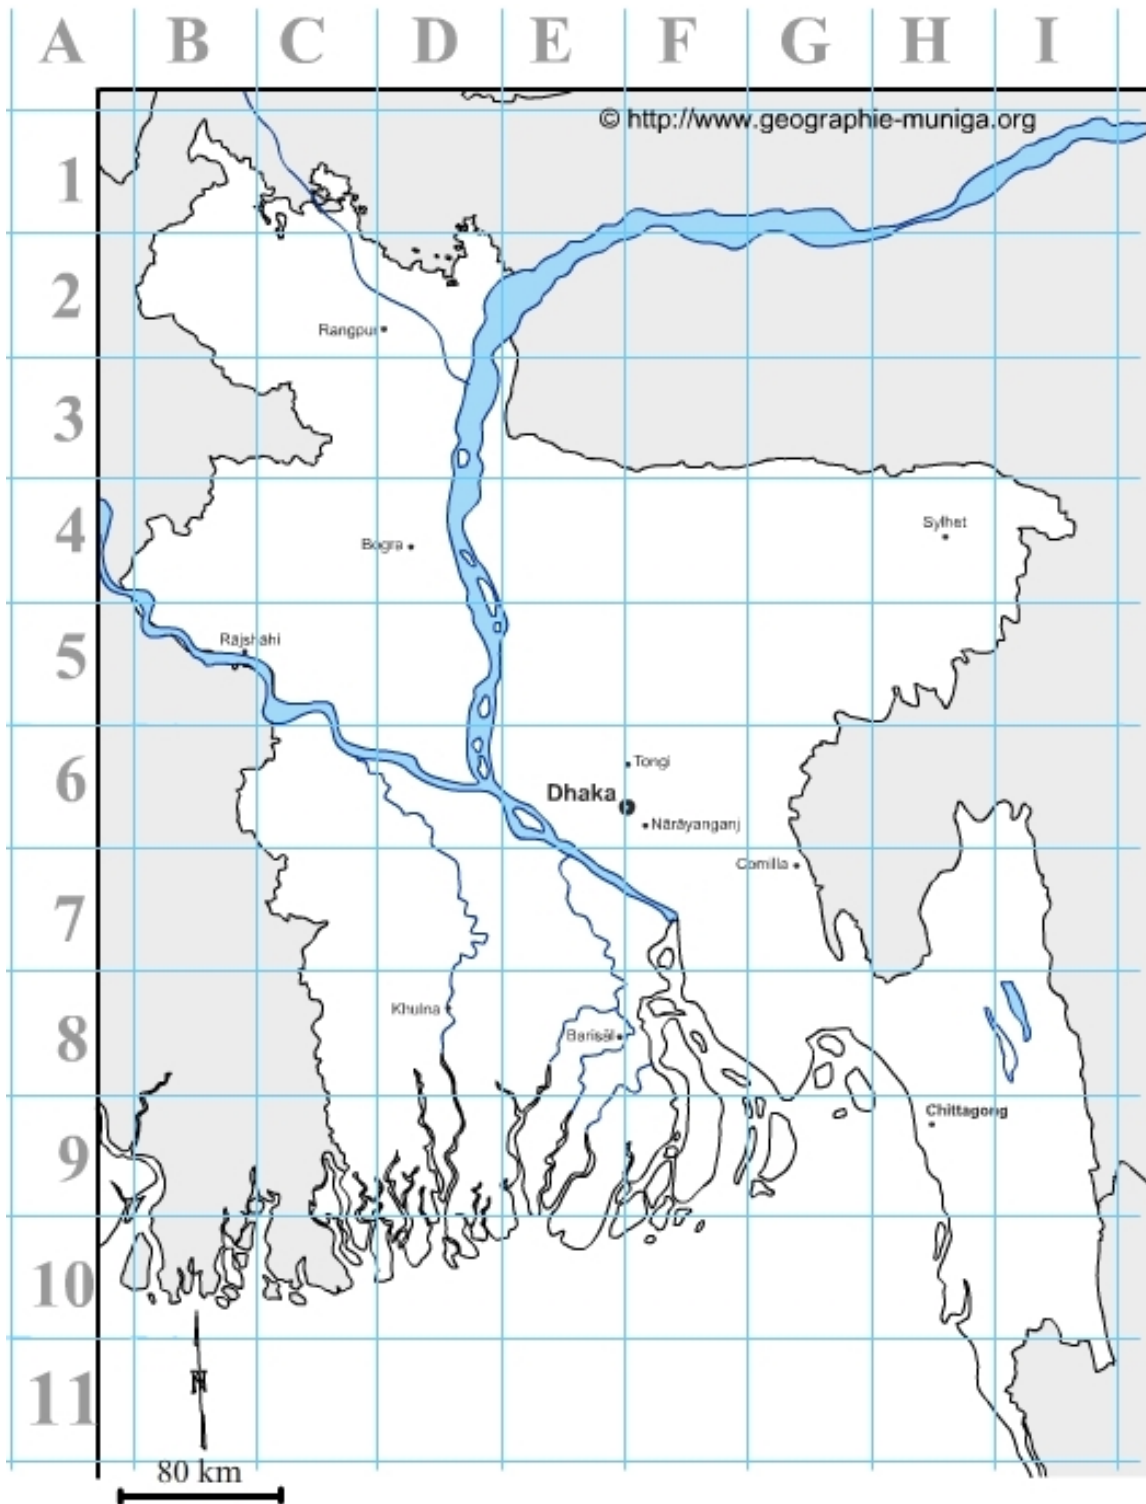 A B C D E F G H I
© http://www.geographie-muniga.org
1
2
Rangpur
3
4
Sylhet
Bogra
5
Rajshahi
6
Tongi
Dhaka
Nārāyanganj
Comilla
7
Khulna
8
Barisāl
Chittagong
9
10
N
11
80 km